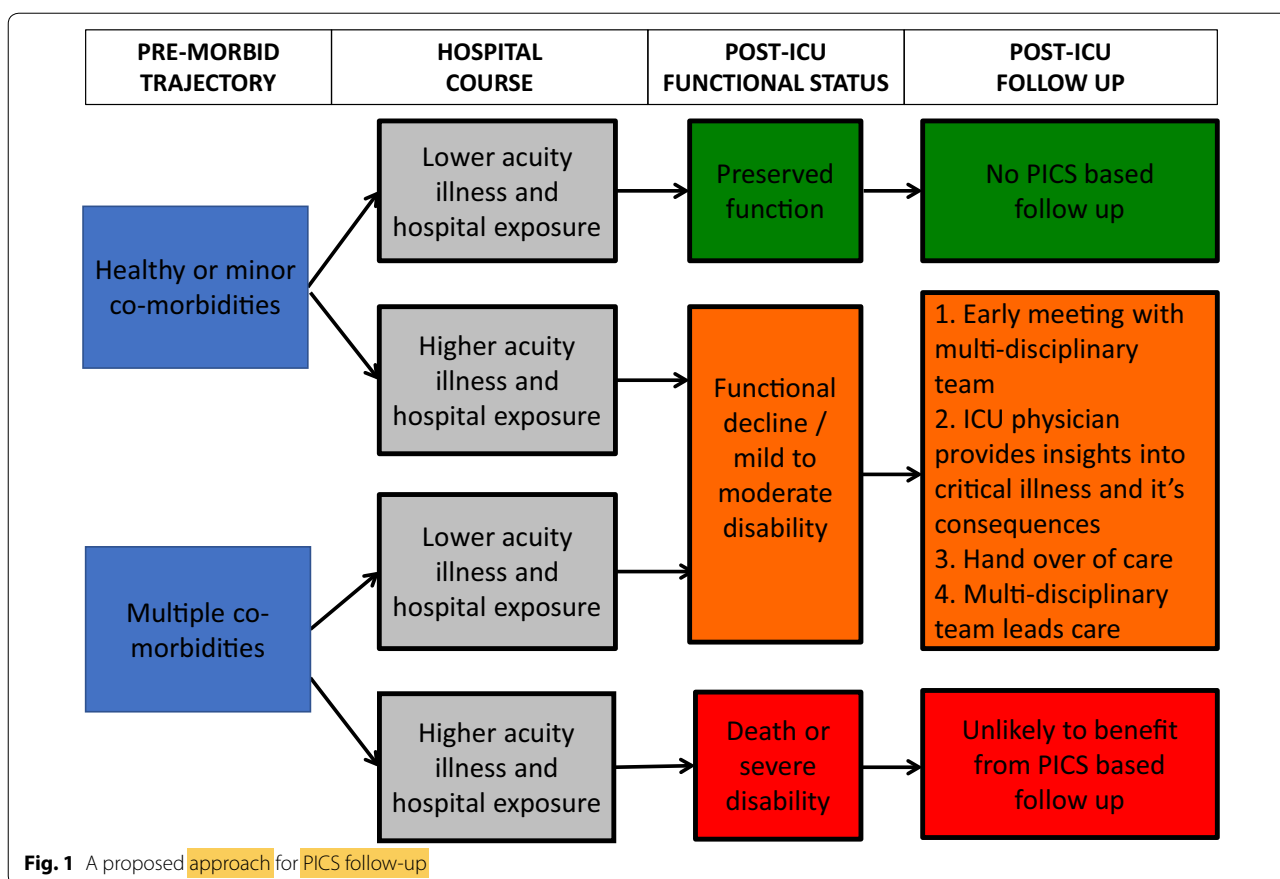 PRE-MORBID
TRAJECTORY
HOSPITAL
COURSE
POST-ICU
FUNCTIONAL STATUS
POST-ICU
FOLLOW UP
Healthy or minor
co-morbidities
Lower acuity
illness and
hospital exposure
Preserved
function
No PICS based
follow up
Higher acuity
illness and
hospital exposure
Functional
decline /
mild to
moderate
disability
1. Early meeting with
multi-disciplinary
team
2. ICU physician
provides insights into
critical illness and it's
consequences
3. Hand over of care
4. Multi-disciplinary
team leads care
Multiple co-
morbidities
Lower acuity
illness and
hospital exposure
Higher acuity
illness and
hospital exposure
Death or
severe
disability
Unlikely to benefit
from PICS based
follow up
Fig. 1 A proposed approach for PICS follow-up